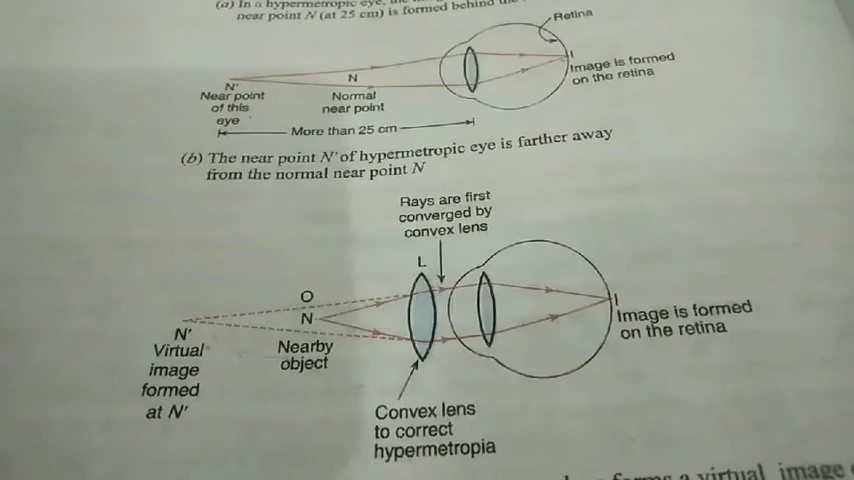 (a) In a hypermetropic eye, the
near point N (at 25 cm) is formed behind the
Retina
N'
N
I
Near point
of this
eye
Normal
near point
Image is formed
on the retina
More than 25 cm
(b) The near point N' of hypermetropic eye is farther away
from the normal near point N
Rays are first
converged by
convex lens
L
O
N
N'
I
Virtual
image
formed
at N'
Nearby
object
Image is formed
on the retina
Convex lens
to correct
hypermetropia
forms a virtual image